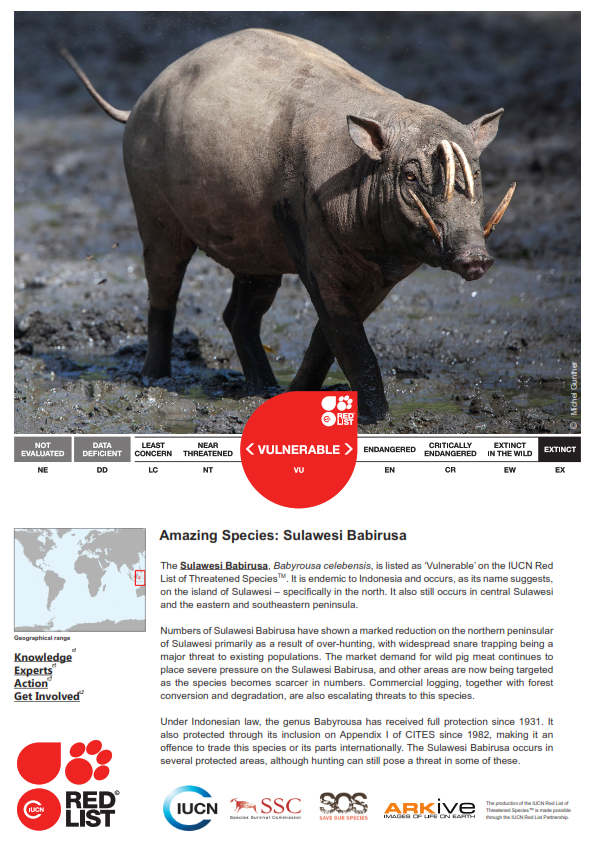 © Michel Gunther
RED
LIST
NOT
EVALUATED
DATA
DEFICIENT
LEAST
CONCERN
NEAR
THREATENED
< VULNERABLE >
ENDANGERED
CRITICALLY
ENDANGERED
EXTINCT
IN THE WILD
EXTINCT
NE
DD
LC
NT
VU
EN
CR
EW
EX
Geographical range
Knowledge
Experts
Action
Get Involved
Amazing Species: Sulawesi Babirusa
The Sulawesi Babirusa, Babyrousa celebensis, is listed as ‘Vulnerable’ on the IUCN Red
List of Threatened Species™. It is endemic to Indonesia and occurs, as its name suggests,
on the island of Sulawesi – specifically in the north. It also still occurs in central Sulawesi
and the eastern and southeastern peninsula.
Numbers of Sulawesi Babirusa have shown a marked reduction on the northern peninsular
of Sulawesi primarily as a result of over-hunting, with widespread snare trapping being a
major threat to existing populations. The market demand for wild pig meat continues to
place severe pressure on the Sulawesi Babirusa, and other areas are now being targeted
as the species becomes scarcer in numbers. Commercial logging, together with forest
conversion and degradation, are also escalating threats to this species.
Under Indonesian law, the genus Babyrousa has received full protection since 1931. It
also protected through its inclusion on Appendix I of CITES since 1982, making it an
offence to trade this species or its parts internationally. The Sulawesi Babirusa occurs in
several protected areas, although hunting can still pose a threat in some of these.
IUCN
RED
LIST
©
IUCN
SSC
Species Survival Commission
SOS
SAVE OUR SPECIES
ARKive
IMAGES OF LIFE ON EARTH
The production of the IUCN Red List of
Threatened Species™ is made possible
through the IUCN Red List Partnership.